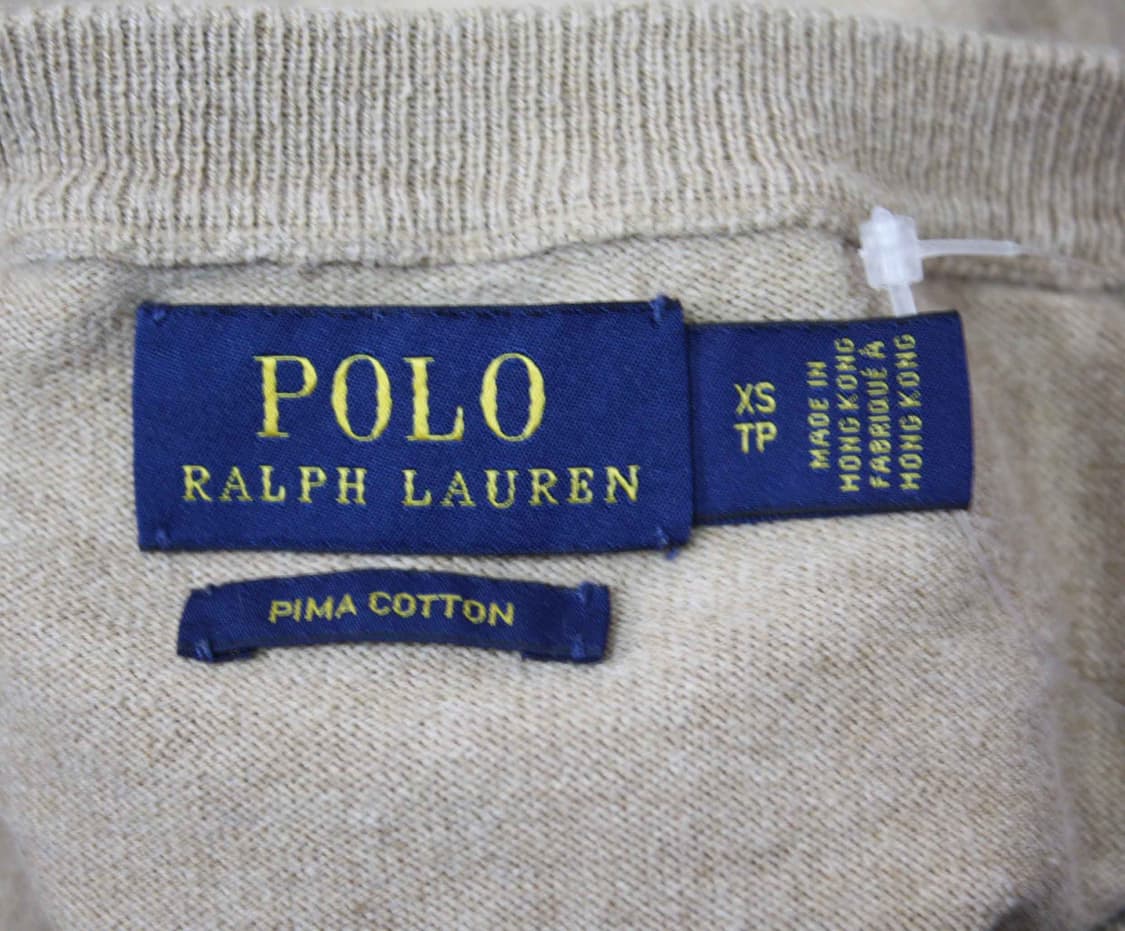 POLO
RALPH LAUREN
XS
TP
MADE IN
HONG KONG
FABRIQUÉ À
HONG KONG
PIMA COTTON